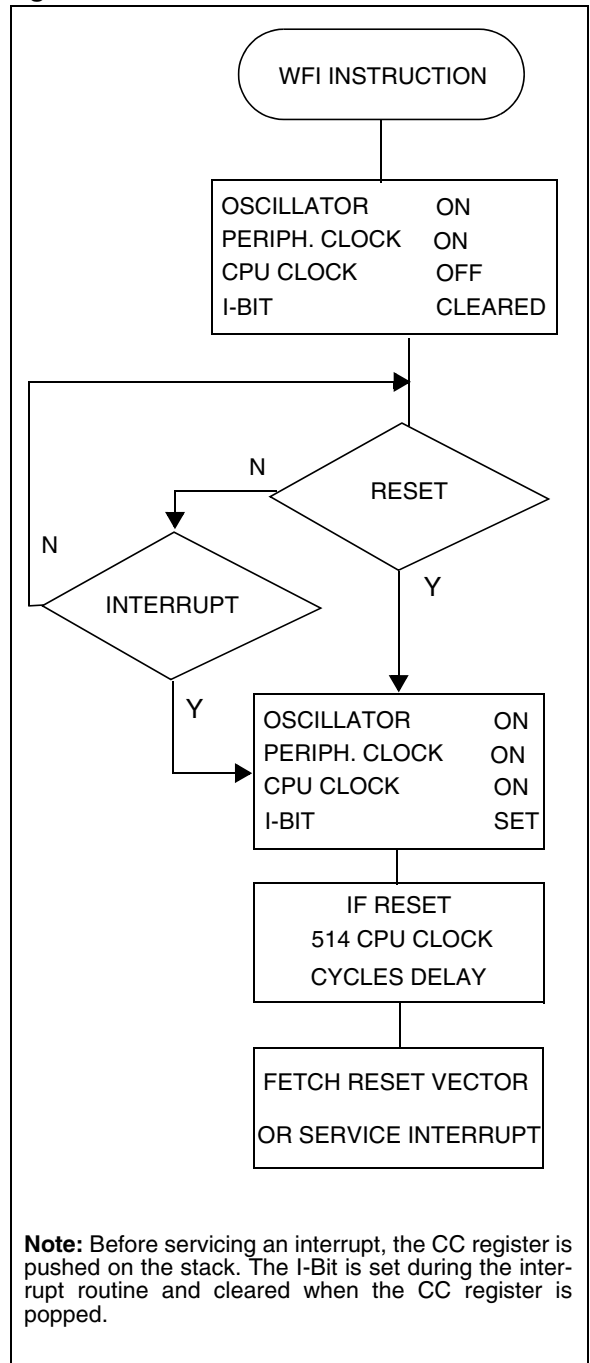 WFI INSTRUCTION
OSCILLATOR ON
PERIPH. CLOCK ON
CPU CLOCK OFF
I-BIT CLEARED
RESET
N
N
INTERRUPT
Y
Y
OSCILLATOR ON
PERIPH. CLOCK ON
CPU CLOCK ON
I-BIT SET
IF RESET
514 CPU CLOCK
CYCLES DELAY
FETCH RESET VECTOR
OR SERVICE INTERRUPT
Note: Before servicing an interrupt, the CC register is
pushed on the stack. The I-Bit is set during the inter-
rupt routine and cleared when the CC register is
popped.